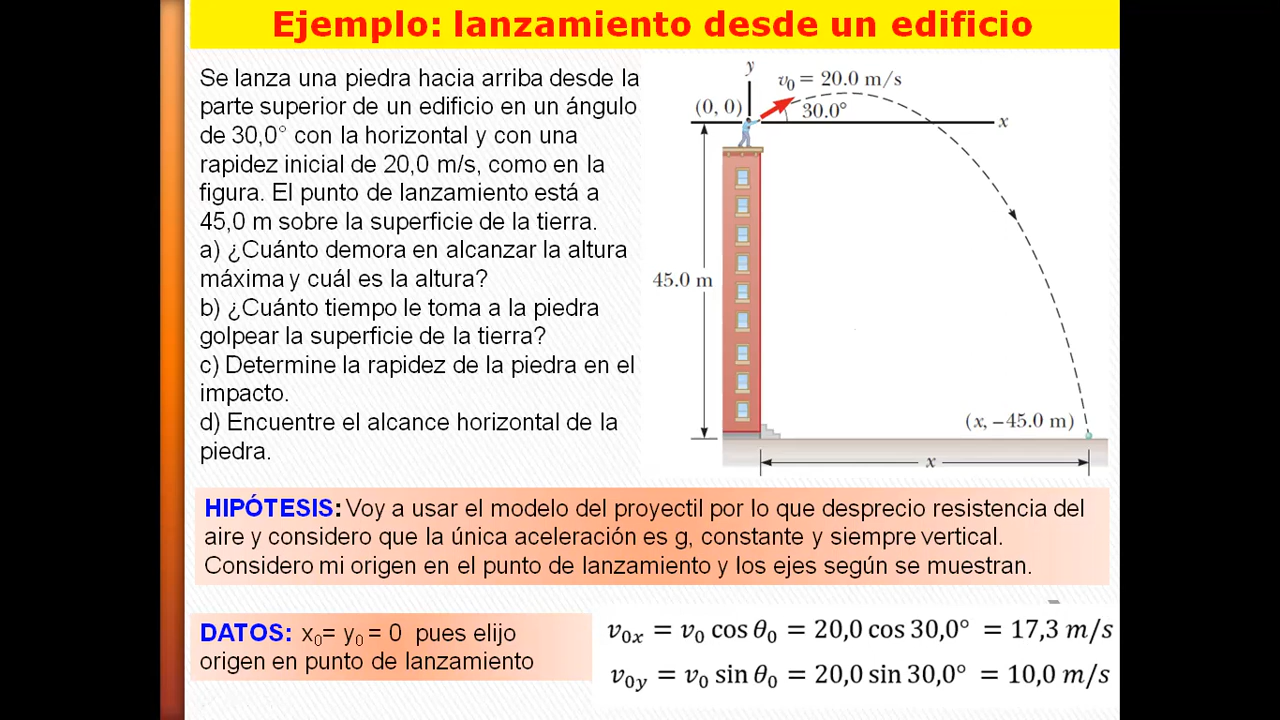 Ejemplo: lanzamiento desde un edificio
Se lanza una piedra hacia arriba desde la
parte superior de un edificio en un ángulo
de 30,0° con la horizontal y con una
rapidez inicial de 20,0 m/s, como en la
figura. El punto de lanzamiento está a
45,0 m sobre la superficie de la tierra.
a) ¿Cuánto demora en alcanzar la altura
máxima y cuál es la altura?
b) ¿Cuánto tiempo le toma a la piedra
golpear la superficie de la tierra?
c) Determine la rapidez de la piedra en el
impacto.
d) Encuentre el alcance horizontal de la
piedra.
y
v₀ = 20.0 m/s
(0, 0)
30.0°
x
45.0 m
(x, −45.0 m)
x
HIPÓTESIS: Voy a usar el modelo del proyectil por lo que desprecio resistencia del
aire y considero que la única aceleración es g, constante y siempre vertical.
Considero mi origen en el punto de lanzamiento y los ejes según se muestran.
DATOS: x₀= y₀ = 0 pues elijo
origen en punto de lanzamiento
v₀ₓ = v₀ cos θ₀ = 20,0 cos 30,0° = 17,3 m/s
v₀y = v₀ sin θ₀ = 20,0 sin 30,0° = 10,0 m/s